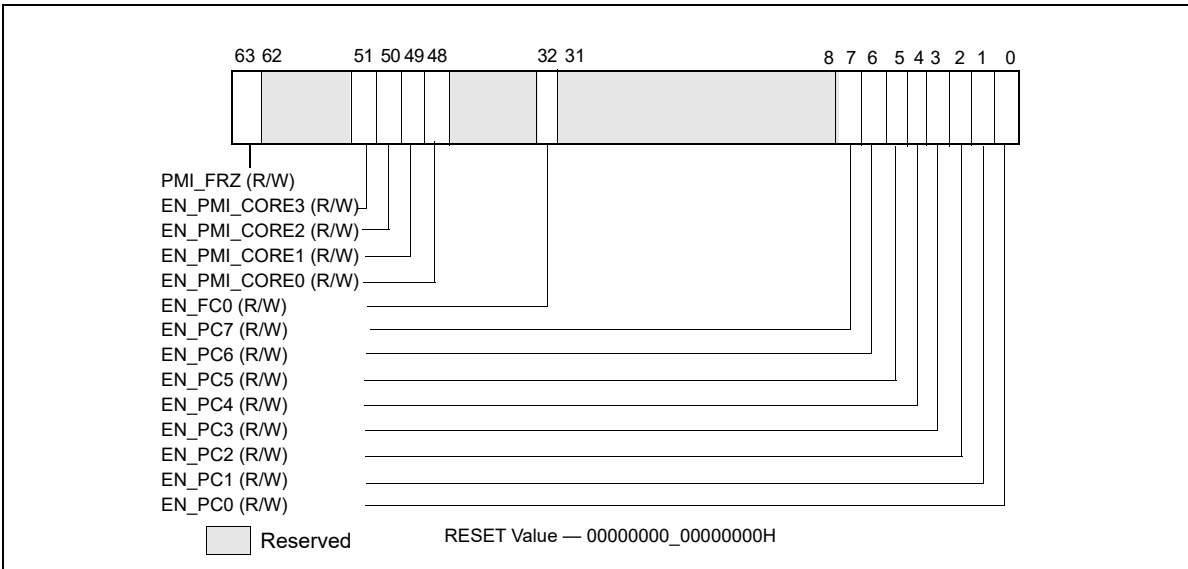 63 62 51 50 49 48 32 31 8 7 6 5 4 3 2 1 0
PMI_FRZ (R/W)
EN_PMI_CORE3 (R/W)
EN_PMI_CORE2 (R/W)
EN_PMI_CORE1 (R/W)
EN_PMI_CORE0 (R/W)
EN_FC0 (R/W)
EN_PC7 (R/W)
EN_PC6 (R/W)
EN_PC5 (R/W)
EN_PC4 (R/W)
EN_PC3 (R/W)
EN_PC2 (R/W)
EN_PC1 (R/W)
EN_PC0 (R/W)
Reserved RESET Value — 00000000_00000000H